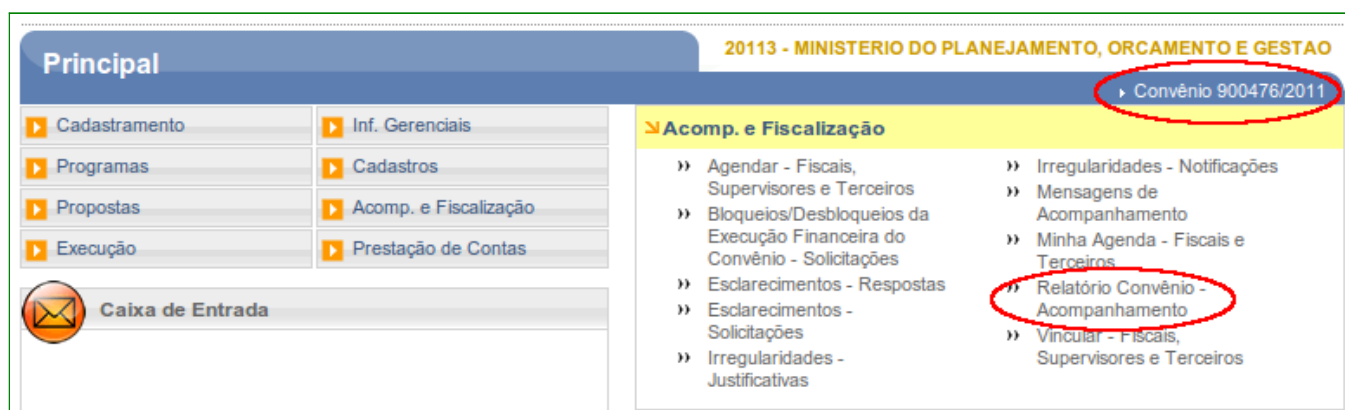 20113 - MINISTERIO DO PLANEJAMENTO, ORCAMENTO E GESTAO
Principal
Convênio 900476/2011
Cadastramento
Inf. Gerenciais
Programas
Cadastros
Propostas
Acomp. e Fiscalização
Execução
Prestação de Contas
Caixa de Entrada
Acomp. e Fiscalização
Agendar - Fiscais,
Supervisores e Terceiros
Bloqueios/Desbloqueios da
Execução Financeira do
Convênio - Solicitações
Esclarecimentos - Respostas
Esclarecimentos -
Solicitações
Irregularidades -
Justificativas
Irregularidades - Notificações
Mensagens de
Acompanhamento
Minha Agenda - Fiscais e
Terceiros
Relatório Convênio -
Acompanhamento
Vincular - Fiscais,
Supervisores e Terceiros